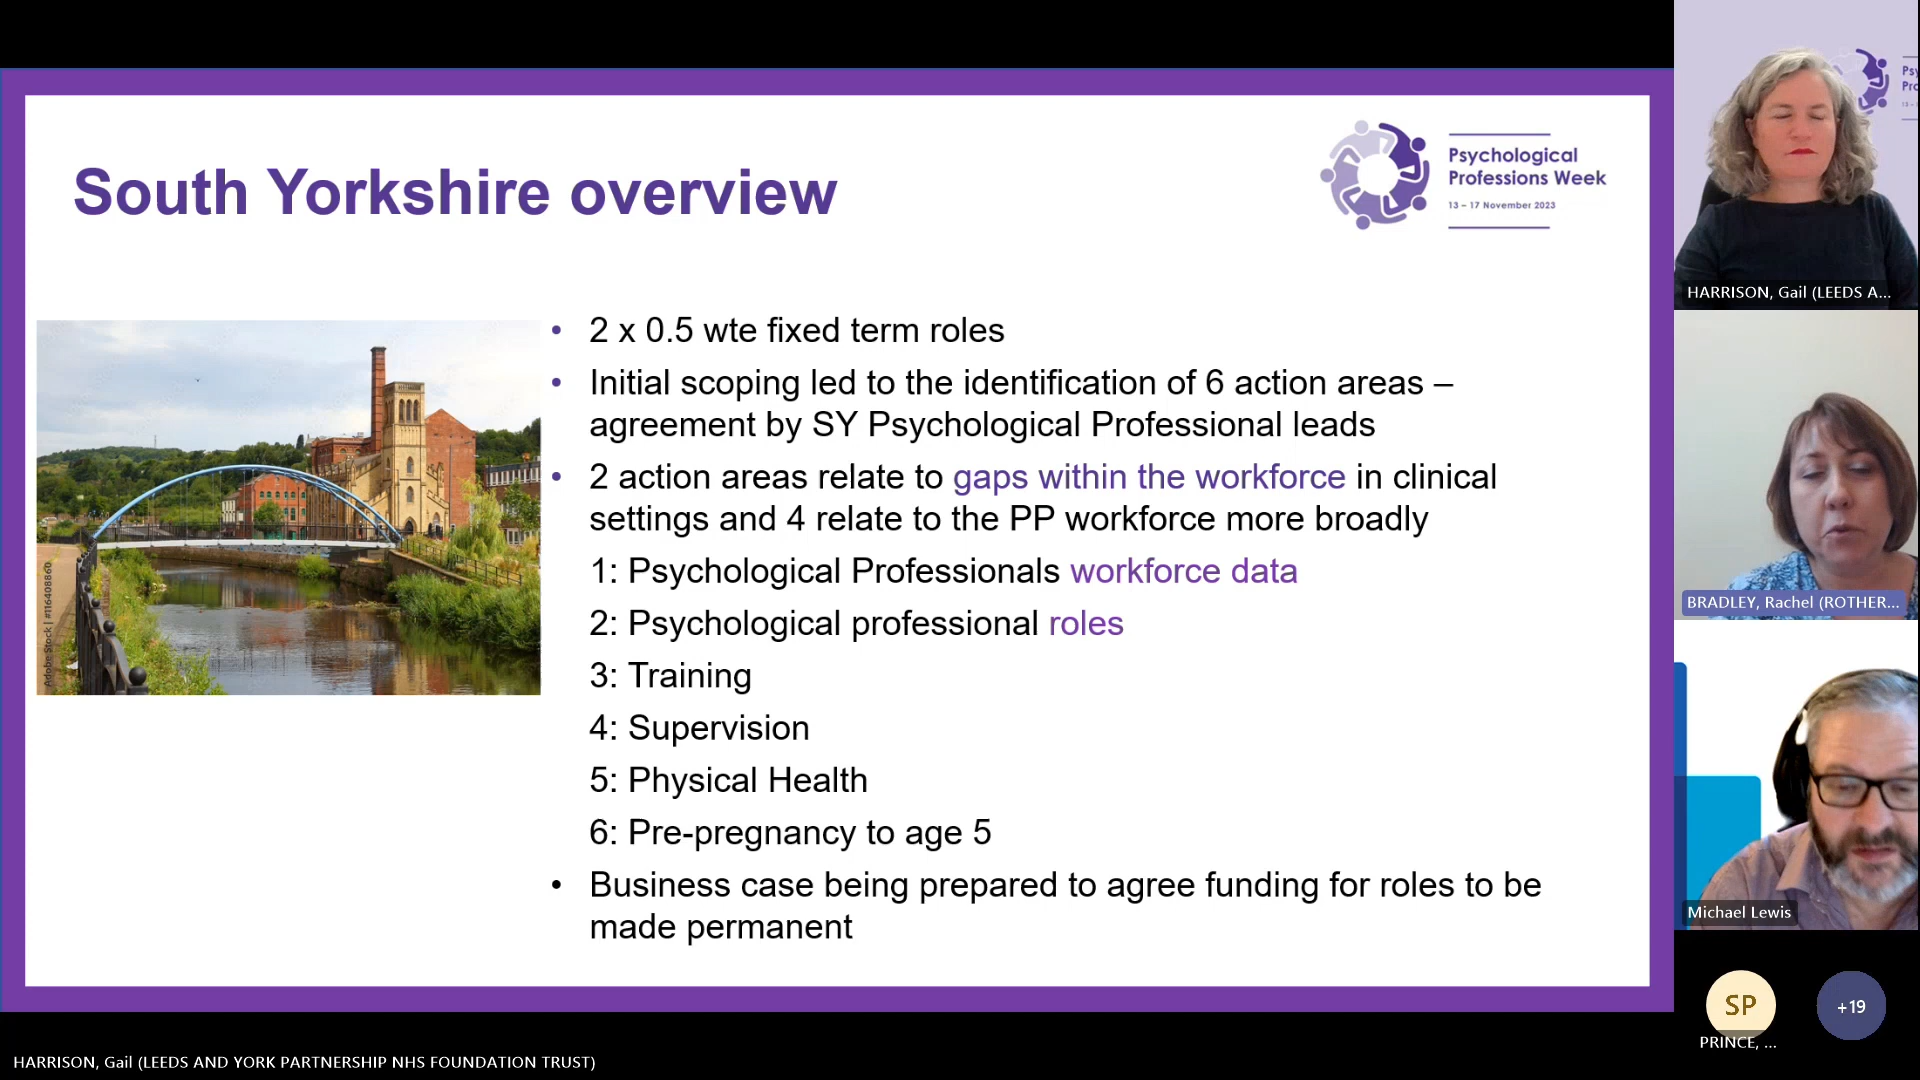 South Yorkshire overview
Psychological
Professions Week
13 – 17 November 2023
• 2 x 0.5 wte fixed term roles
• Initial scoping led to the identification of 6 action areas –
agreement by SY Psychological Professional leads
• 2 action areas relate to gaps within the workforce in clinical
settings and 4 relate to the PP workforce more broadly
1: Psychological Professionals workforce data
2: Psychological professional roles
3: Training
4: Supervision
5: Physical Health
6: Pre-pregnancy to age 5
• Business case being prepared to agree funding for roles to be
made permanent
Adobe Stock | #116408860
HARRISON, Gail (LEEDS AND YORK PARTNERSHIP NHS FOUNDATION TRUST)
Psy
Pro
HARRISON, Gail (LEEDS A...
BRADLEY, Rachel (ROTHER...
Michael Lewis
SP
PRINCE, ...
+19